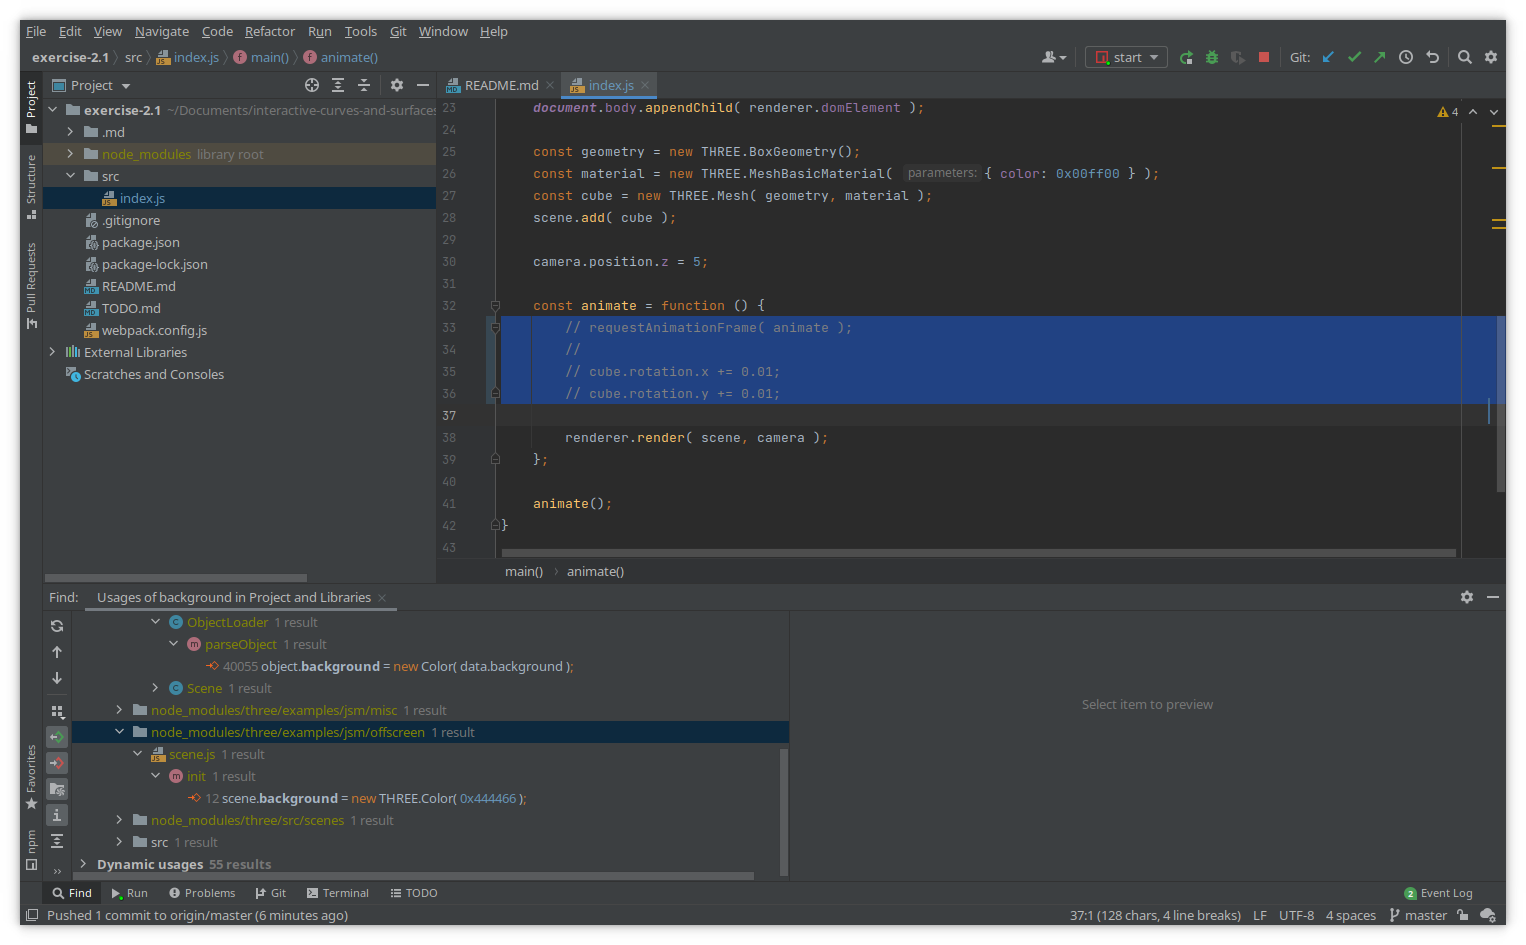 File Edit View Navigate Code Refactor Run Tools Git Window Help
exercise-2.1 src index.js main() animate() start Git:
Project README.md index.js
exercise-2.1 ~/Documents/interactive-curves-and-surfaces
.md
node_modules library root
src
index.js
.gitignore
package.json
package-lock.json
README.md
TODO.md
webpack.config.js
External Libraries
Scratches and Consoles
Project
Structure
Pull Requests
Favorites
npm
4
23 document.body.appendChild( renderer.domElement );
24
25 const geometry = new THREE.BoxGeometry();
26 const material = new THREE.MeshBasicMaterial( parameters: { color: 0x00ff00 } );
27 const cube = new THREE.Mesh( geometry, material );
28 scene.add( cube );
29
30 camera.position.z = 5;
31
32 const animate = function () {
33 // requestAnimationFrame( animate );
34 //
35 // cube.rotation.x += 0.01;
36 // cube.rotation.y += 0.01;
37
38 renderer.render( scene, camera );
39 };
40
41 animate();
42 }
43
main() animate()
Find: Usages of background in Project and Libraries
ObjectLoader 1 result
parseObject 1 result
40055 object.background = new Color( data.background );
Scene 1 result
node_modules/three/examples/jsm/misc 1 result
node_modules/three/examples/jsm/offscreen 1 result
scene.js 1 result
init 1 result
12 scene.background = new THREE.Color( 0x444466 );
node_modules/three/src/scenes 1 result
src 1 result
Dynamic usages 55 results
Select item to preview
Find Run Problems Git Terminal TODO 2 Event Log
Pushed 1 commit to origin/master (6 minutes ago) 37:1 (128 chars, 4 line breaks) LF UTF-8 4 spaces master